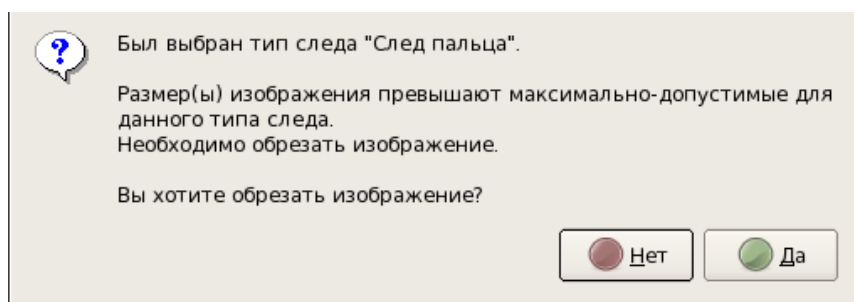 Был выбран тип следа "След пальца".
Размер(ы) изображения превышают максимально-допустимые для
данного типа следа.
Необходимо обрезать изображение.
Вы хотите обрезать изображение?
Нет
Да